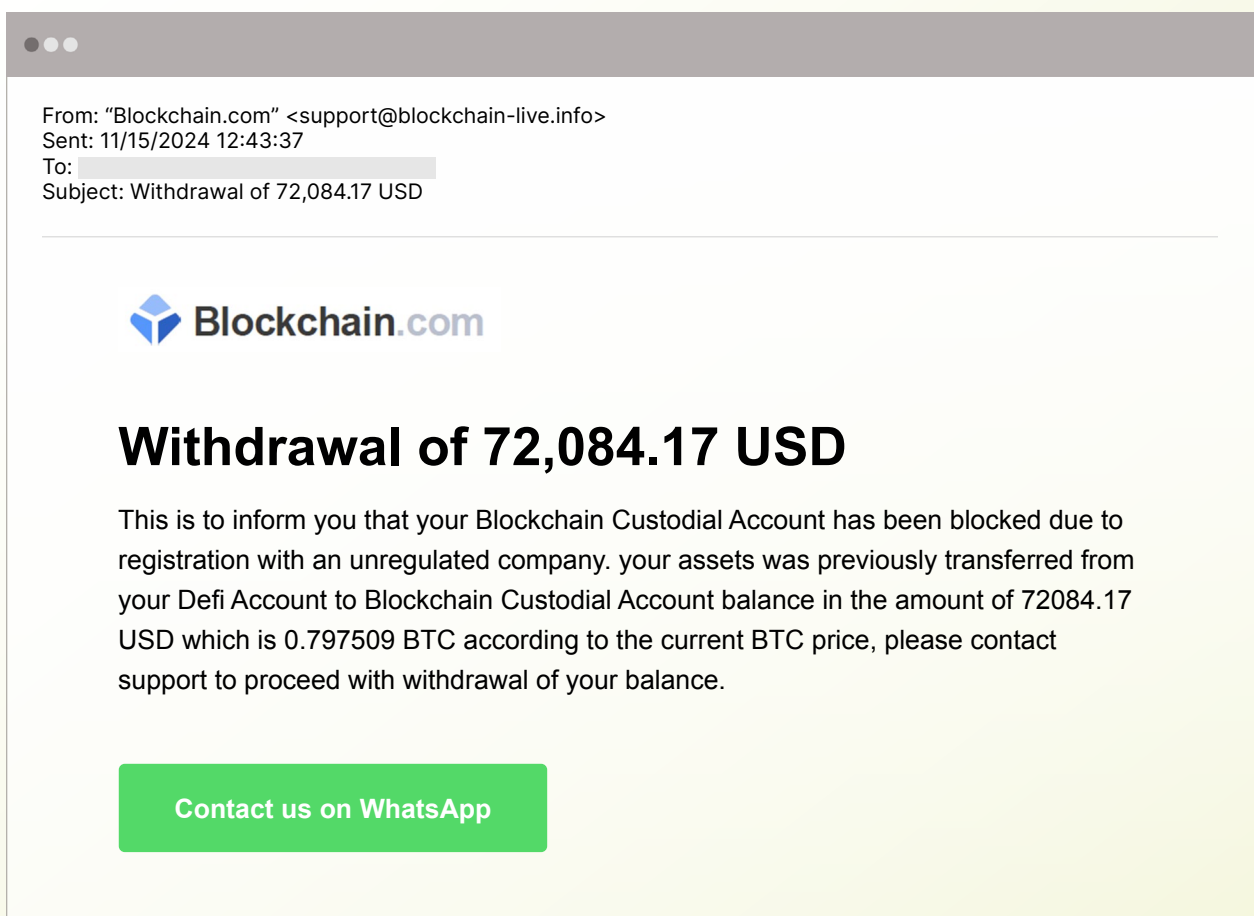 From: “Blockchain.com” <support@blockchain-live.info>
Sent: 11/15/2024 12:43:37
To:
Subject: Withdrawal of 72,084.17 USD
Blockchain.com
Withdrawal of 72,084.17 USD
This is to inform you that your Blockchain Custodial Account has been blocked due to
registration with an unregulated company. your assets was previously transferred from
your Defi Account to Blockchain Custodial Account balance in the amount of 72084.17
USD which is 0.797509 BTC according to the current BTC price, please contact
support to proceed with withdrawal of your balance.
Contact us on WhatsApp